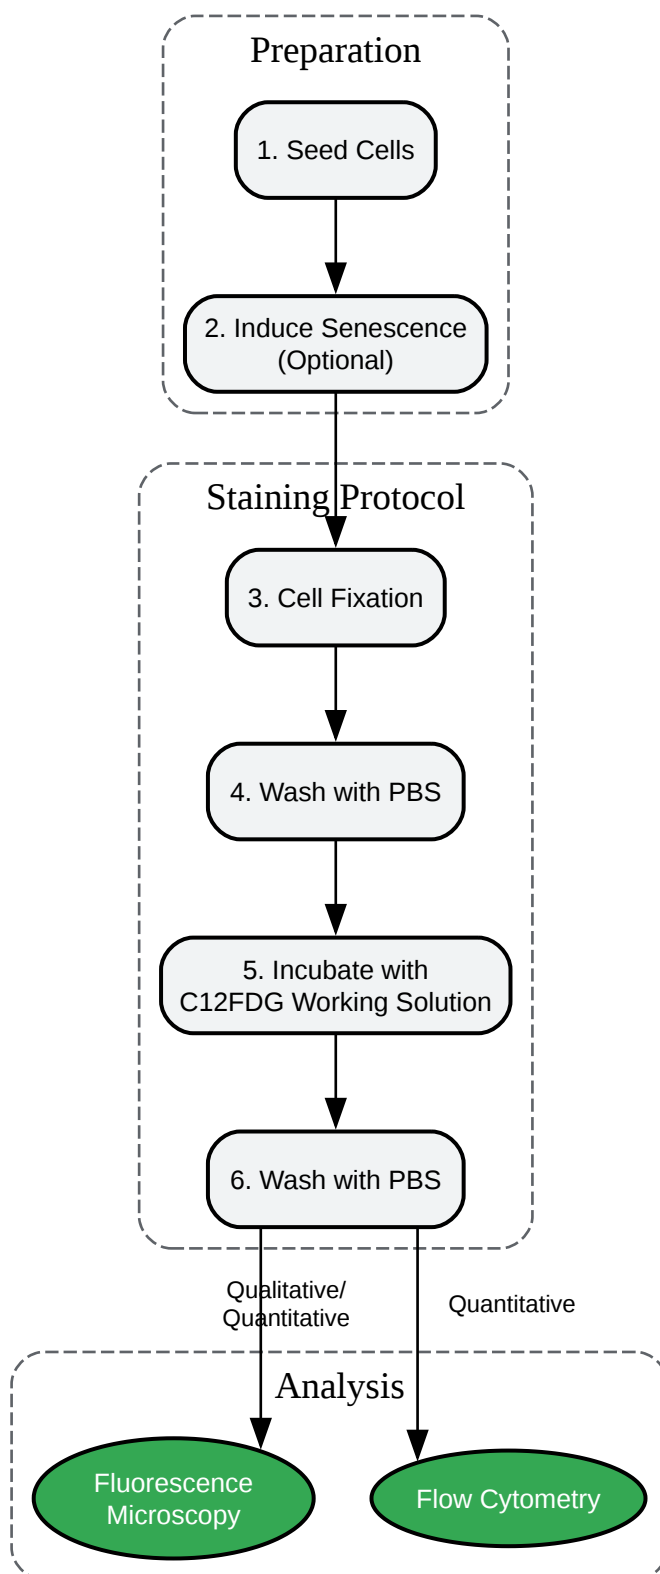 Preparation
1. Seed Cells
2. Induce Senescence
(Optional)
Staining Protocol
3. Cell Fixation
4. Wash with PBS
5. Incubate with
C12FDG Working Solution
6. Wash with PBS
Qualitative/
Quantitative
Quantitative
Analysis
Fluorescence
Microscopy
Flow Cytometry